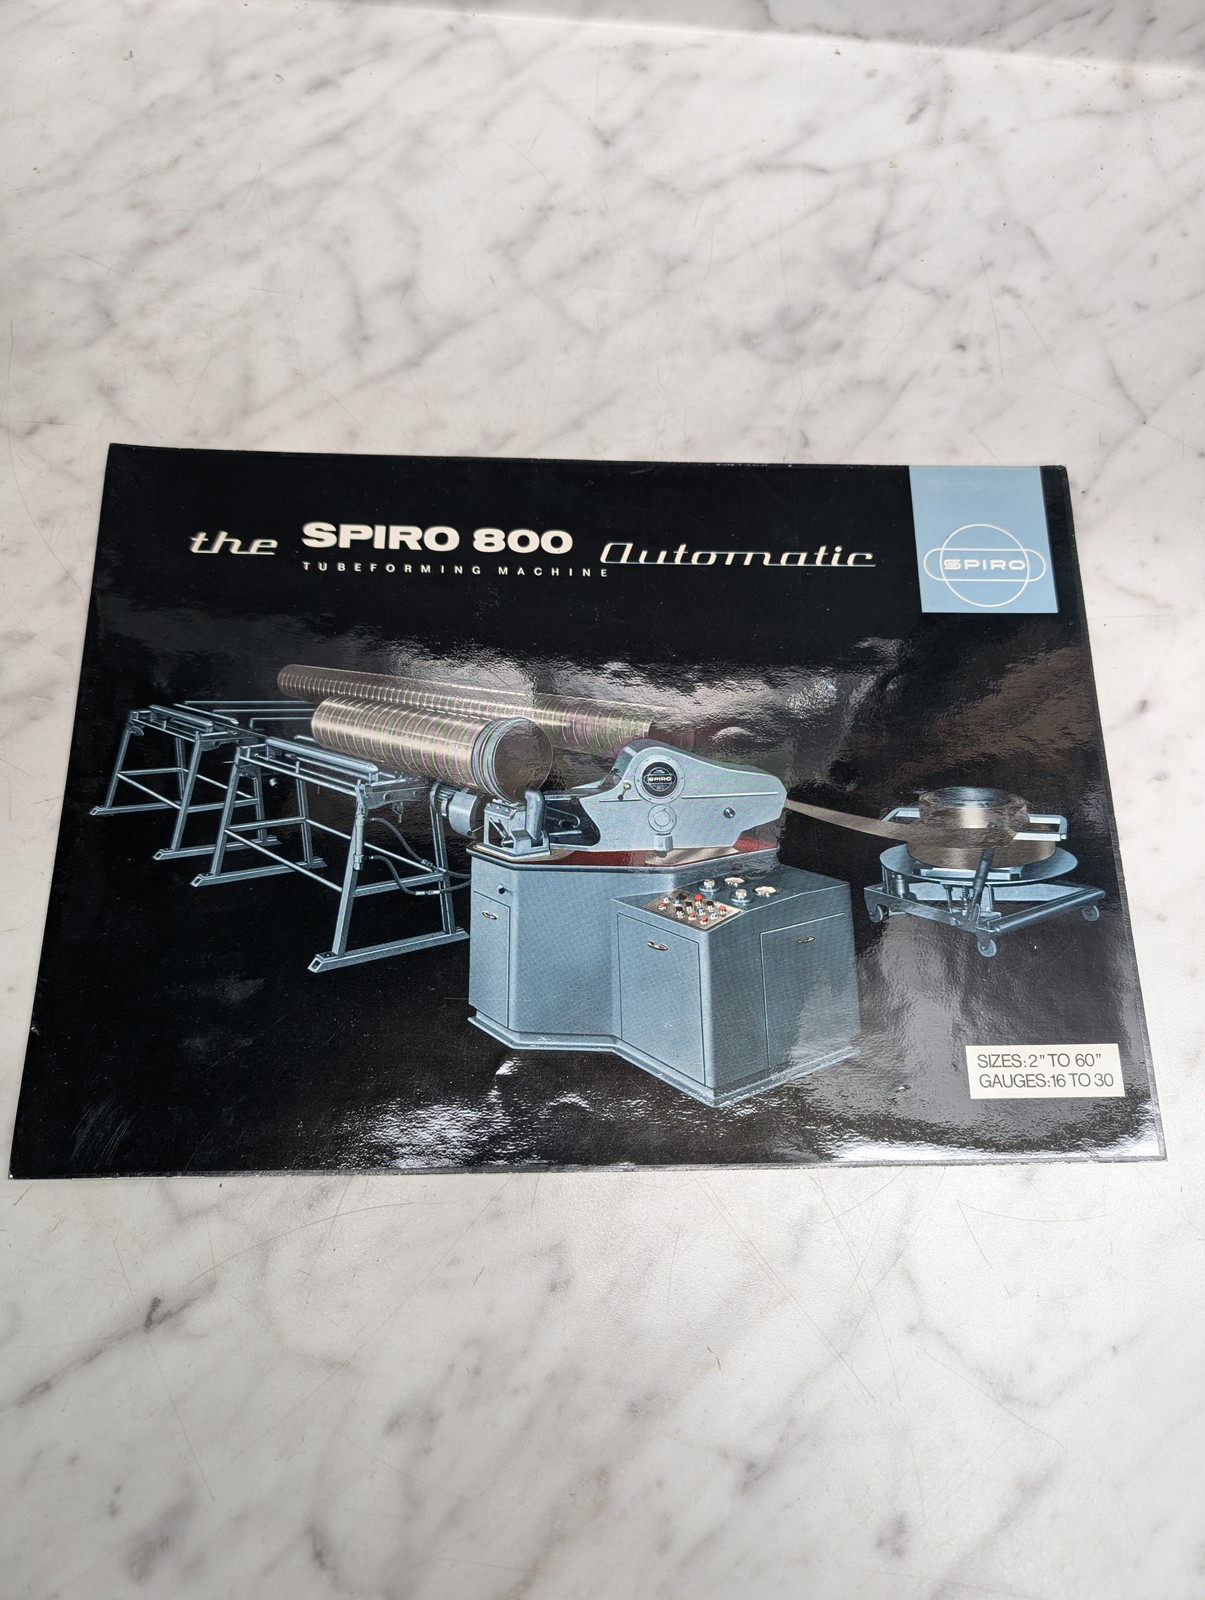 the SPIRO 800 Automatic
TUBEFORMING MACHINE
SPIRO
SPIRO
SIZES: 2" TO 60"
GAUGES: 16 TO 30